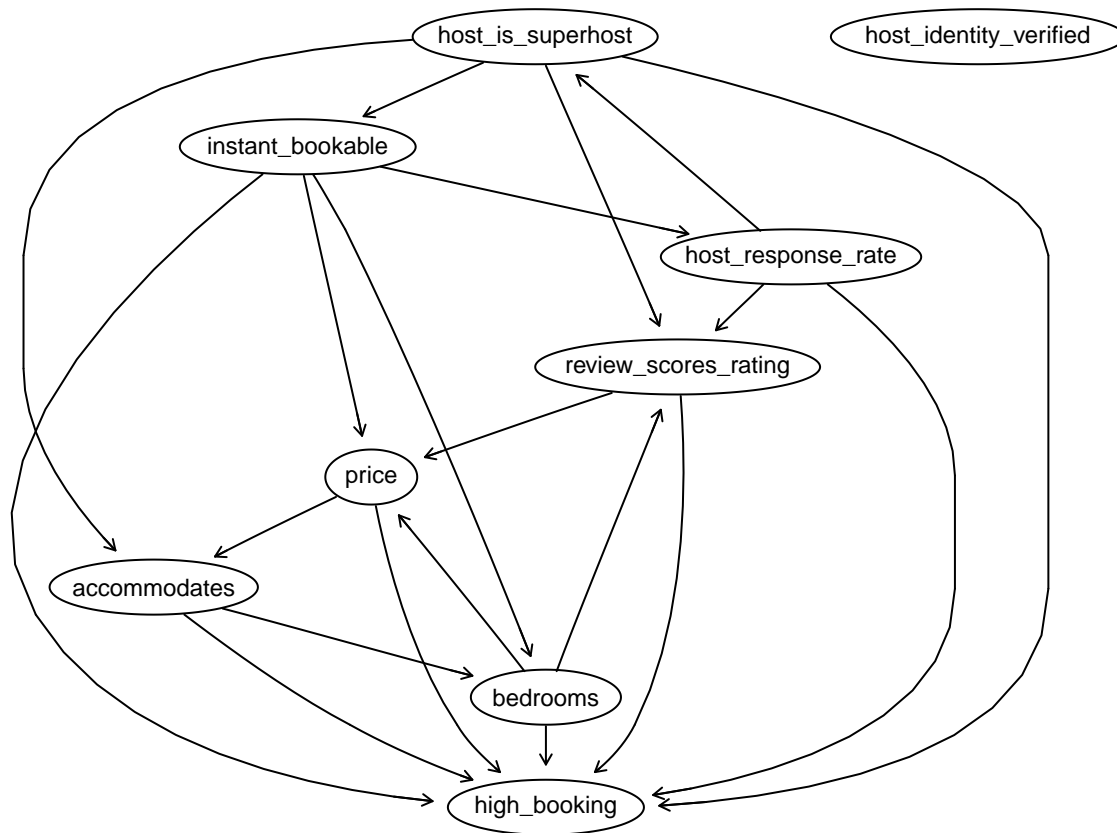 host_is_superhost
host_identity_verified
instant_bookable
host_response_rate
review_scores_rating
price
accommodates
bedrooms
high_booking